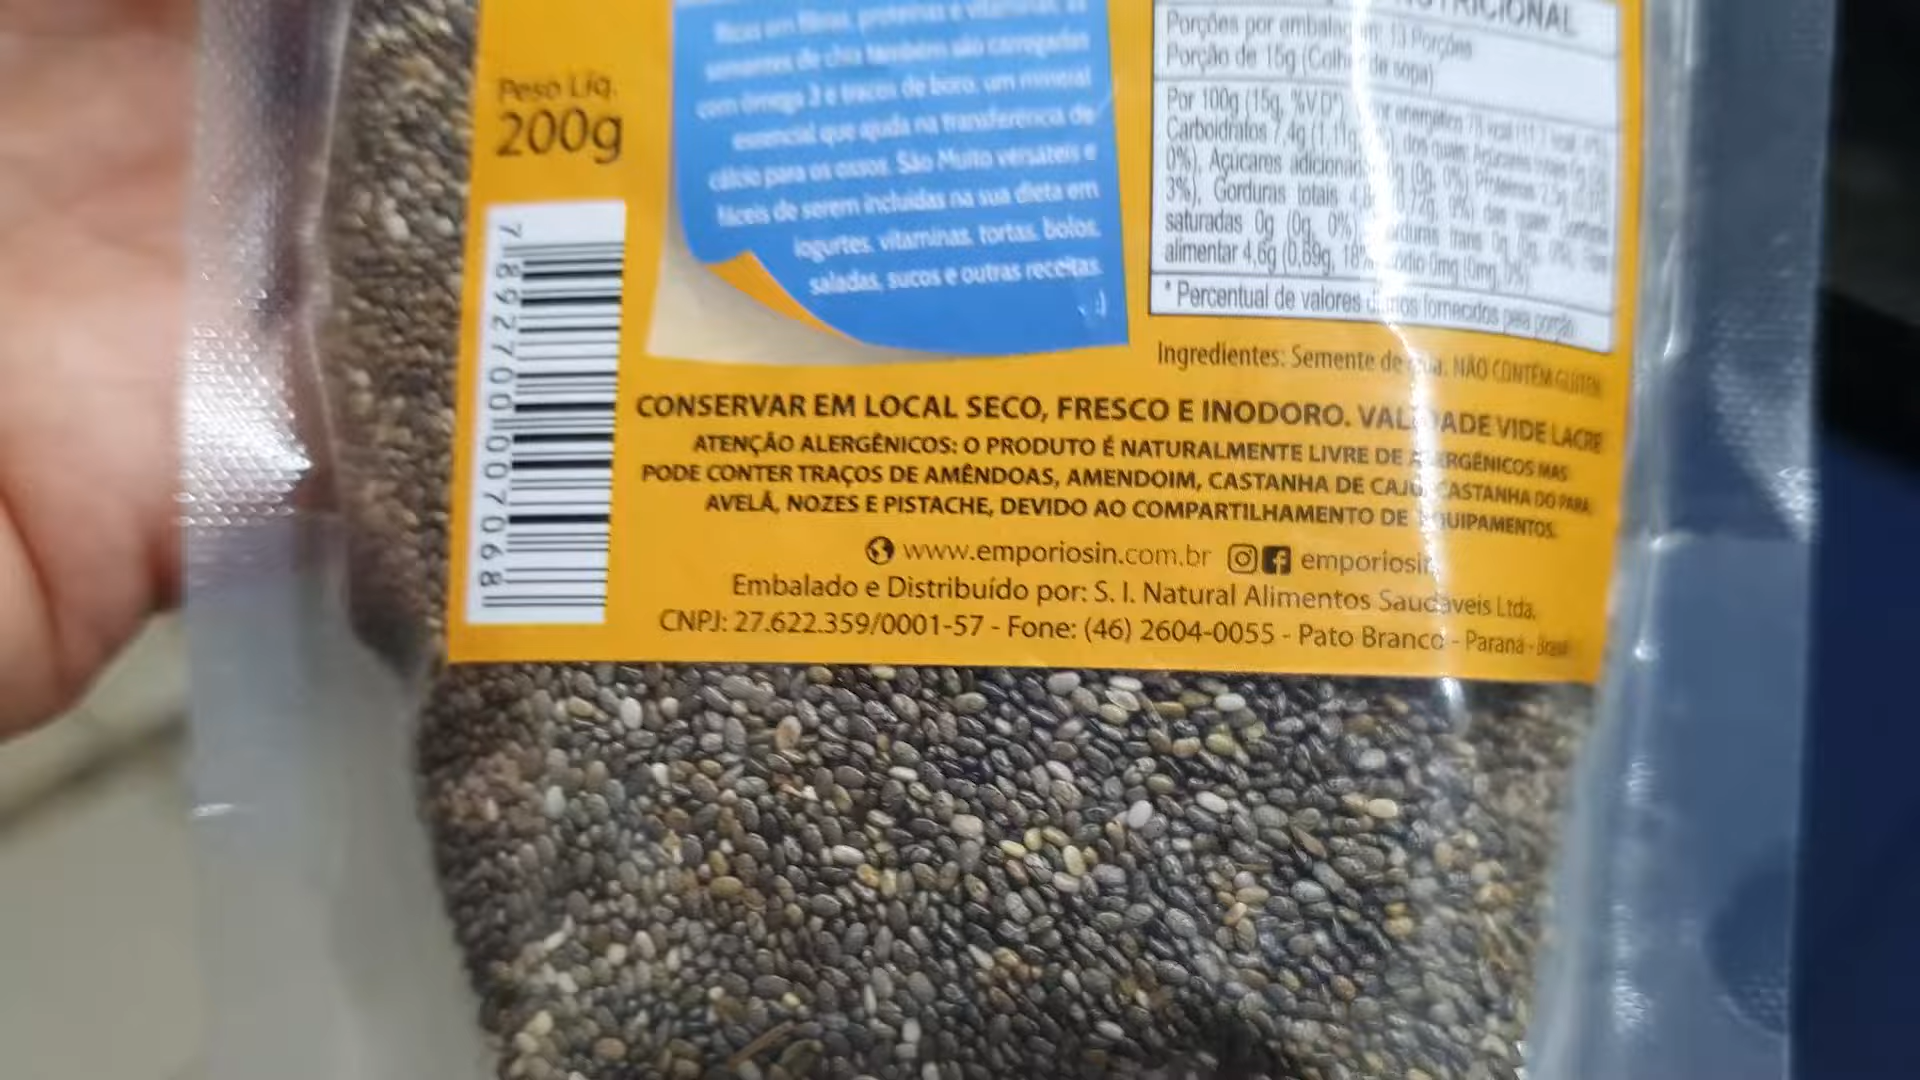 Peso Líq.
200g
7 892700 007068
Ricas em fibras, proteínas e vitaminas, as
sementes de chia também são carregadas
com ômega 3 e traços de boro, um mineral
essencial que ajuda na transferência de
cálcio para os ossos. São Muito versáteis e
fáceis de serem incluídas na sua dieta em
iogurtes, vitaminas, tortas, bolos,
saladas, sucos e outras receitas.
;)
NUTRICIONAL
Porções por embalagem: 13 Porções
Porção de 15g (Colher de sopa)
Por 100g (15g, %VD*)
Carboidratos 7,4g (1,11g
0%), Açúcares adicionados
3%), Gorduras totais
saturadas 0g (0g, 0%)
alimentar 4,6g (0,69g, 18%
* Percentual de valores diários fornecidos pela porção
Ingredientes: Semente de NÃO CONTÉM GLÚTEN
CONSERVAR EM LOCAL SECO, FRESCO E INODORO. VALIDADE VIDE LACRE
ATENÇÃO ALERGÊNICOS: O PRODUTO É NATURALMENTE LIVRE DE ALERGÊNICOS MAS
PODE CONTER TRAÇOS DE AMÊNDOAS, AMENDOIM, CASTANHA DE CAJU, CASTANHA DO PARÁ,
AVELÃ, NOZES E PISTACHE, DEVIDO AO COMPARTILHAMENTO DE EQUIPAMENTOS.
www.emporiosin.com.br emporiosin
Embalado e Distribuído por: S. I. Natural Alimentos Saudáveis Ltda.
CNPJ: 27.622.359/0001-57 - Fone: (46) 2604-0055 - Pato Branco - Paraná - Brasil